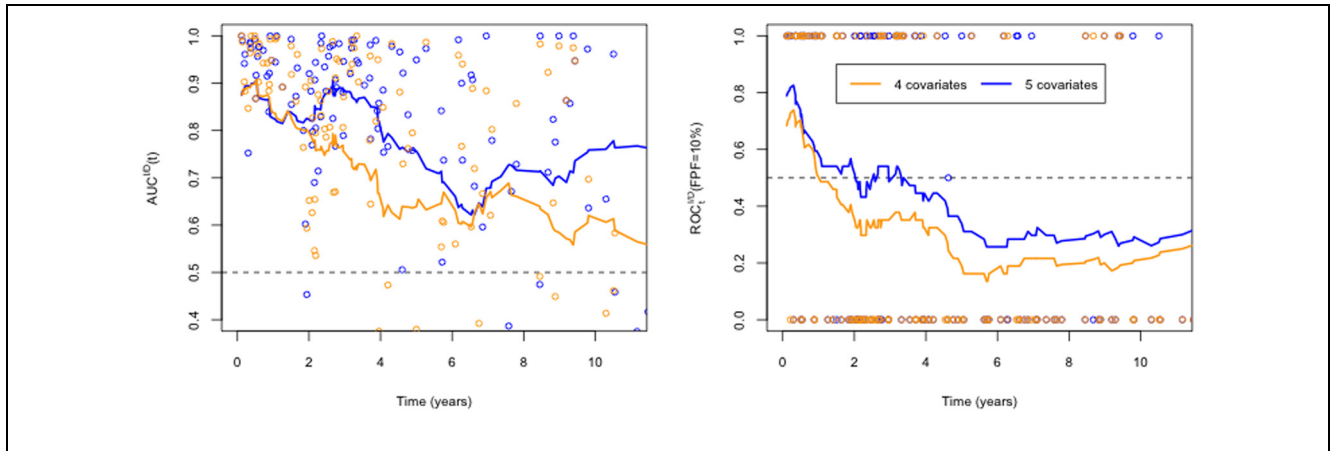 AUC^I/D(t)
1.0
0.9
0.8
0.7
0.6
0.5
0.4
0 2 4 6 8 10
Time (years)
ROC_t^I/D(FPF=10%)
1.0
0.8
0.6
0.4
0.2
0.0
4 covariates 5 covariates
0 2 4 6 8 10
Time (years)